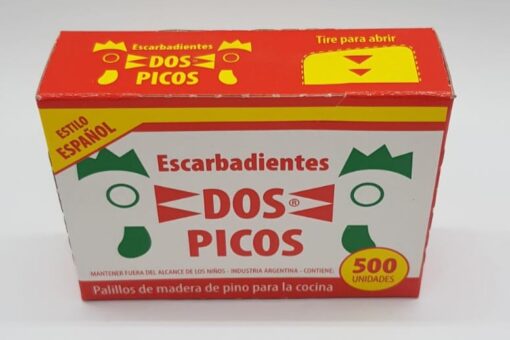 Escarbadientes
DOS
PICOS
Tire para abrir
ESTILO
ESPAÑOL
Escarbadientes
DOS®
PICOS
MANTENER FUERA DEL ALCANCE DE LOS NIÑOS - INDUSTRIA ARGENTINA - CONTIENE:
500
UNIDADES
Palillos de madera de pino para la cocina